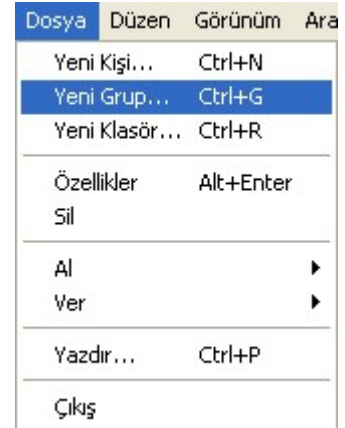 Dosya Düzen Görünüm Ara
Yeni Kişi... Ctrl+N
Yeni Grup... Ctrl+G
Yeni Klasör... Ctrl+R
Özellikler Alt+Enter
Sil
Al
Ver
Yazdır... Ctrl+P
Çıkış